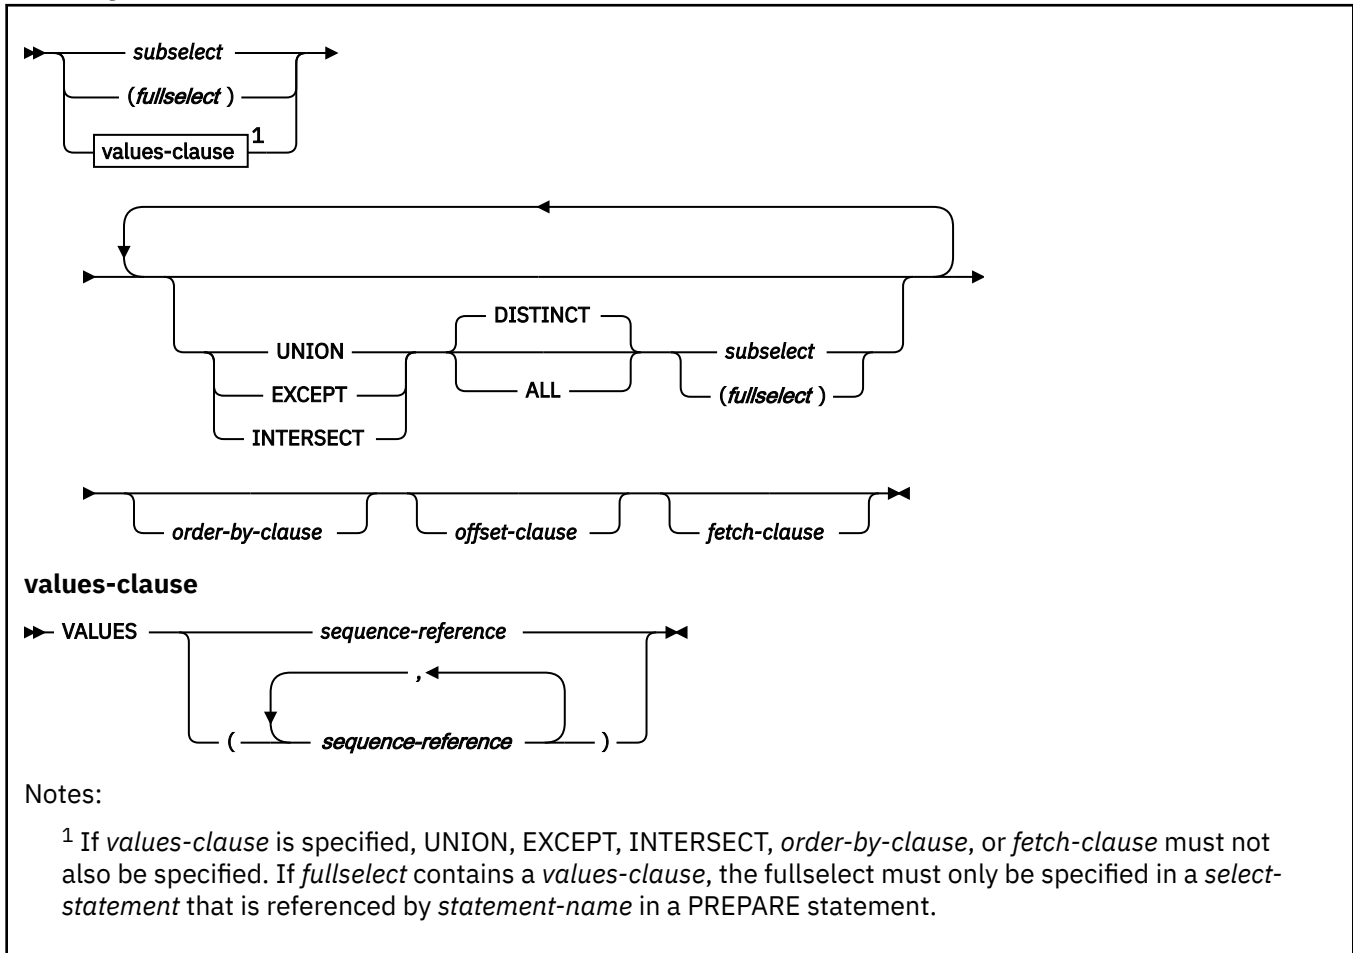 subselect
(fullselect)
values-clause 1
DISTINCT
UNION subselect
EXCEPT ALL (fullselect)
INTERSECT
order-by-clause offset-clause fetch-clause
values-clause
VALUES sequence-reference
,
( sequence-reference )
Notes:
1 If values-clause is specified, UNION, EXCEPT, INTERSECT, order-by-clause, or fetch-clause must not
also be specified. If fullselect contains a values-clause, the fullselect must only be specified in a select-
statement that is referenced by statement-name in a PREPARE statement.